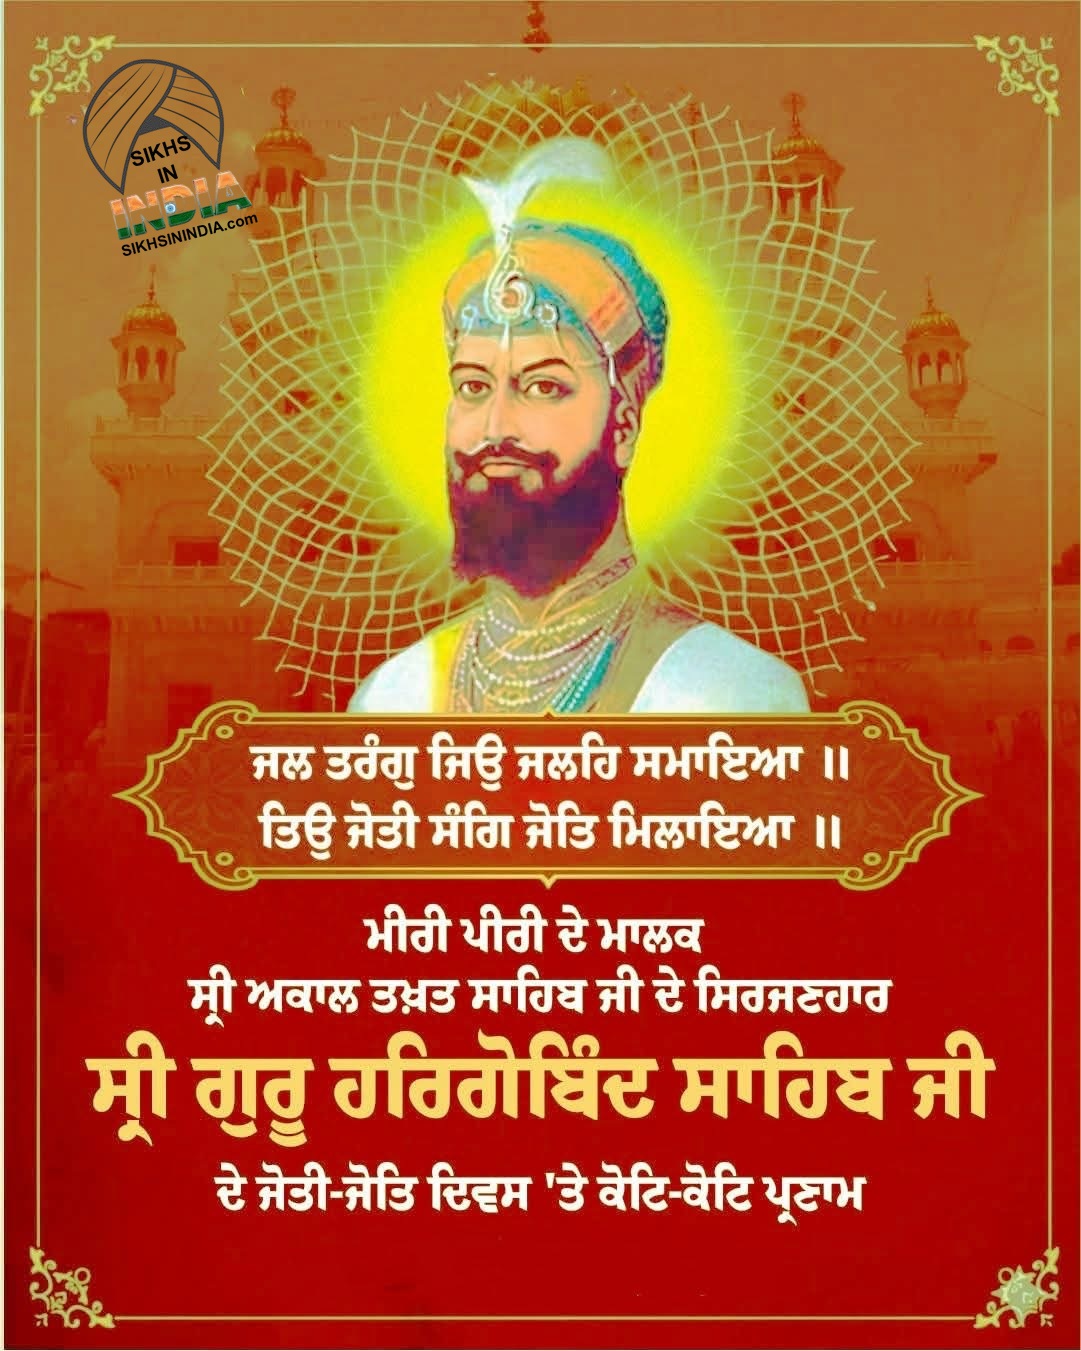 SIKHS
IN
INDIA
SIKHSININDIA.com
ਜਲ ਤਰੰਗੁ ਜਿਉ ਜਲਹਿ ਸਮਾਇਆ ॥
ਤਿਉ ਜੋਤੀ ਸੰਗਿ ਜੋਤਿ ਮਿਲਾਇਆ ॥
ਮੀਰੀ ਪੀਰੀ ਦੇ ਮਾਲਕ
ਸ੍ਰੀ ਅਕਾਲ ਤਖ਼ਤ ਸਾਹਿਬ ਜੀ ਦੇ ਸਿਰਜਣਹਾਰ
ਸ੍ਰੀ ਗੁਰੂ ਹਰਿਗੋਬਿੰਦ ਸਾਹਿਬ ਜੀ
ਦੇ ਜੋਤੀ-ਜੋਤਿ ਦਿਵਸ 'ਤੇ ਕੋਟਿ-ਕੋਟਿ ਪ੍ਰਣਾਮ